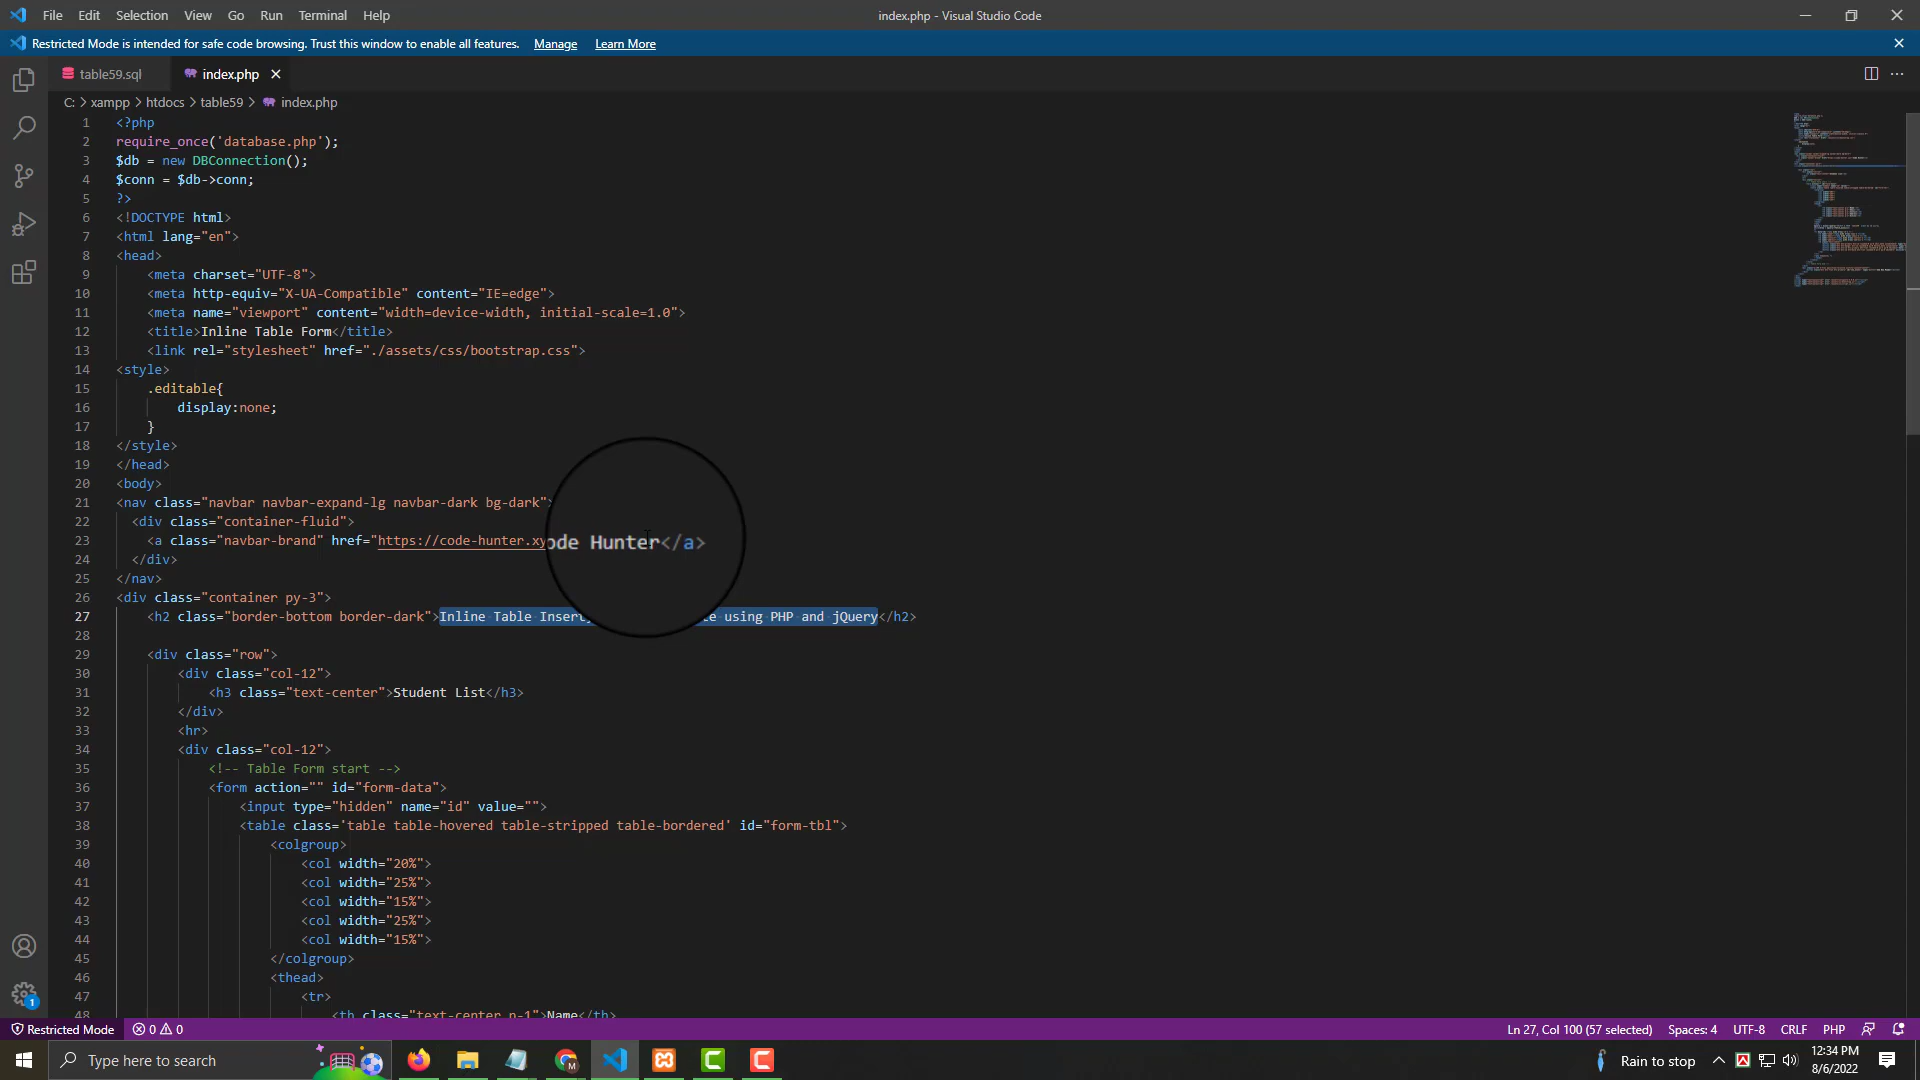 File Edit Selection View Go Run Terminal Help
index.php - Visual Studio Code
Restricted Mode is intended for safe code browsing. Trust this window to enable all features. Manage Learn More
table59.sql index.php
C: > xampp > htdocs > table59 > index.php
1 <?php
2 require_once('database.php');
3 $db = new DBConnection();
4 $conn = $db->conn;
5 ?>
6 <!DOCTYPE html>
7 <html lang="en">
8 <head>
9 <meta charset="UTF-8">
10 <meta http-equiv="X-UA-Compatible" content="IE=edge">
11 <meta name="viewport" content="width=device-width, initial-scale=1.0">
12 <title>Inline Table Form</title>
13 <link rel="stylesheet" href="./assets/css/bootstrap.css">
14 <style>
15 .editable{
16 display:none;
17 }
18 </style>
19 </head>
20 <body>
21 <nav class="navbar navbar-expand-lg navbar-dark bg-dark">
22 <div class="container-fluid">
23 <a class="navbar-brand" href="https://code-hunter.xy ode Hunter</a>
24 </div>
25 </nav>
26 <div class="container py-3">
27 <h2 class="border-bottom border-dark">Inline Table Insert using PHP and jQuery</h2>
28
29 <div class="row">
30 <div class="col-12">
31 <h3 class="text-center">Student List</h3>
32 </div>
33 <hr>
34 <div class="col-12">
35 <!-- Table Form start -->
36 <form action="" id="form-data">
37 <input type="hidden" name="id" value="">
38 <table class='table table-hovered table-stripped table-bordered' id="form-tbl">
39 <colgroup>
40 <col width="20%">
41 <col width="25%">
42 <col width="15%">
43 <col width="25%">
44 <col width="15%">
45 </colgroup>
46 <thead>
47 <tr>
48 <th class="text-center p-1">Name</th>
Restricted Mode 0 0 Ln 27, Col 100 (57 selected) Spaces: 4 UTF-8 CRLF PHP
1
Type here to search
Rain to stop
12:34 PM
8/6/2022